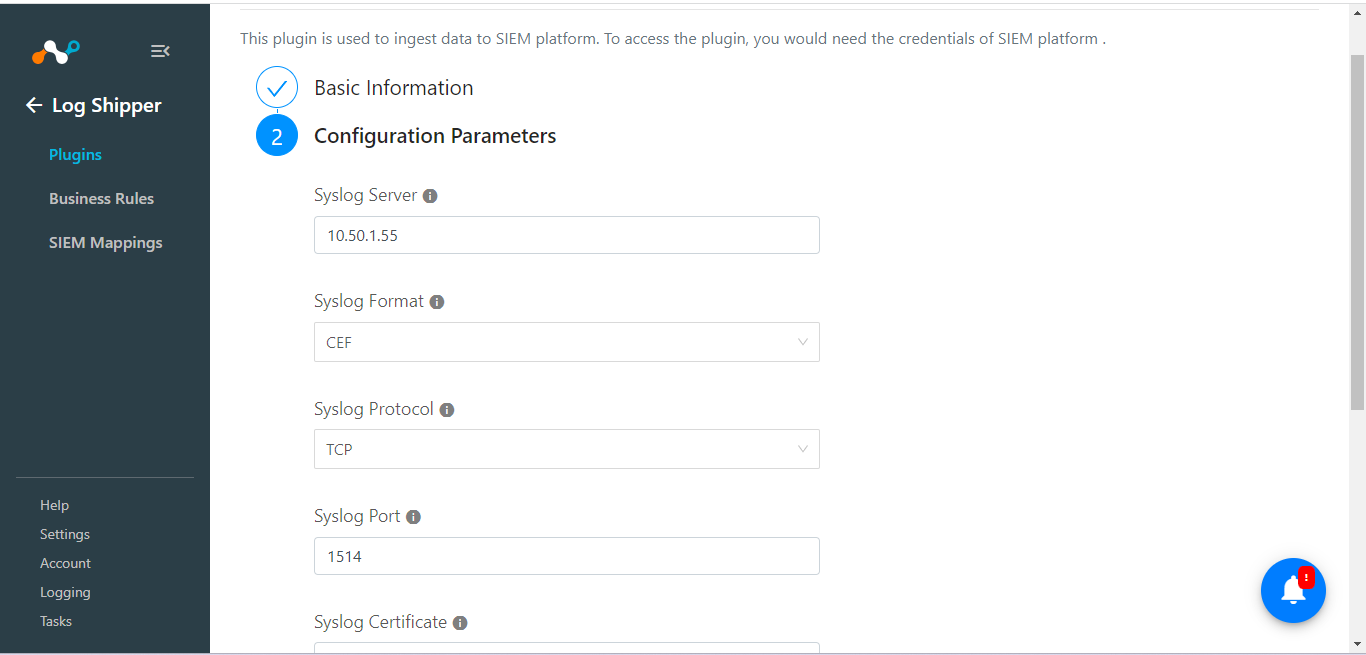 This plugin is used to ingest data to SIEM platform. To access the plugin, you would need the credentials of SIEM platform .
Log Shipper
Plugins
Business Rules
SIEM Mappings
Help
Settings
Account
Logging
Tasks
Basic Information
2 Configuration Parameters
Syslog Server
10.50.1.55
Syslog Format
CEF
Syslog Protocol
TCP
Syslog Port
1514
Syslog Certificate
!